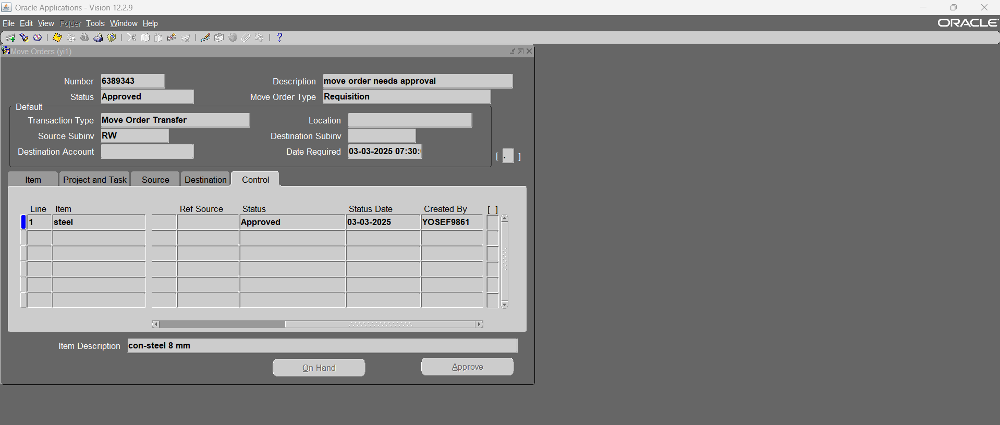 Oracle Applications - Vision 12.2.9
File Edit View Folder Tools Window Help
ORACLE
Move Orders (yi1)
Number 6389343 Description move order needs approval
Status Approved Move Order Type Requisition
Default
Transaction Type Move Order Transfer Location
Source Subinv RW Destination Subinv
Destination Account Date Required 03-03-2025 07:30:
[ . ]
Item Project and Task Source Destination Control
Line Item Ref Source Status Status Date Created By [ ]
1 steel Approved 03-03-2025 YOSEF9861
Item Description con-steel 8 mm
On Hand Approve